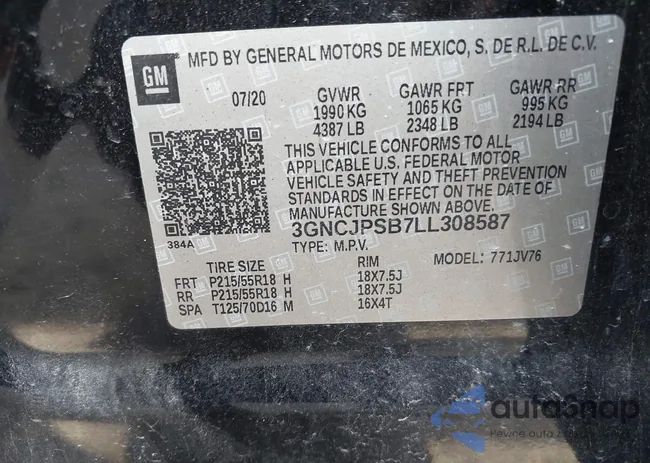 MFD BY GENERAL MOTORS DE MEXICO, S. DE R.L. DE C.V.
GM
07/20 GVWR GAWR FRT GAWR RR
1990 KG 1065 KG 995 KG
4387 LB 2348 LB 2194 LB
THIS VEHICLE CONFORMS TO ALL
APPLICABLE U.S. FEDERAL MOTOR
VEHICLE SAFETY AND THEFT PREVENTION
STANDARDS IN EFFECT ON THE DATE OF
MANUFACTURE SHOWN ABOVE.
3GNCJPSB7LL308587
384A
TYPE: M.P.V. MODEL: 771JV76
TIRE SIZE RIM
FRT P215/55R18 H 18X7.5J
RR P215/55R18 H 18X7.5J
SPA T125/70D16 M 16X4T
autaSnap
Pewne auta